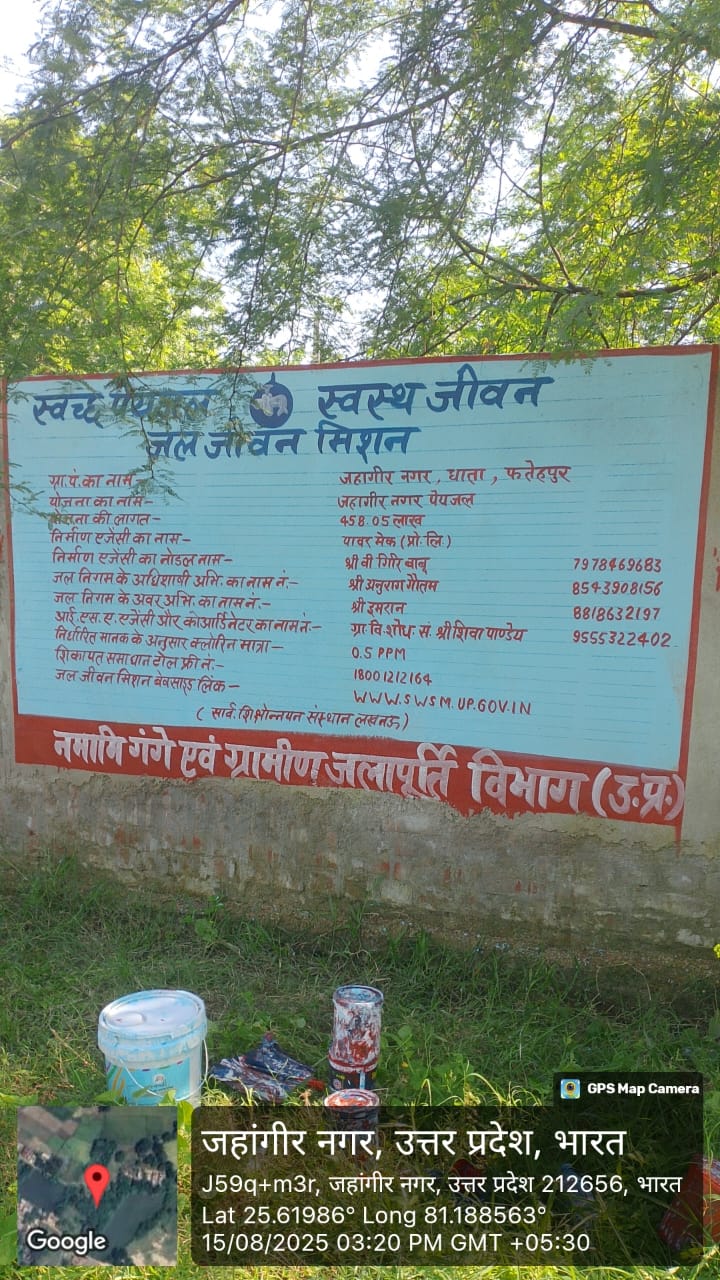 स्वच्छ पेयजल स्वस्थ जीवन
जल जीवन मिशन
ग्रा.पं.का नाम जहागीर नगर, धाता, फतेहपुर
योजना का नाम- जहागीर नगर पेयजल
योजना की लागत- 458.05 लाख
निर्माण एजेंसी का नाम- पावर मेक (प्रो.लि.)
निर्माण एजेंसी का नोडल नाम- श्री वी गिरि बाबू 7978469683
जल निगम के अधिशाषी अभि. का नाम नं.- श्री अनुराग गौतम 8543908156
जल निगम के अवर अभि. का नाम नं.- श्री इमरान 8818632197
आई.एस.ए.एजेंसी और कोआर्डिनेटर का नाम नं:- ग्रा.वि.शोध: सं. श्री शिवा पाण्डेय 9555322402
निर्धारित मानक के अनुसार क्लोरिन मात्रा- 0.5 PPM
शिकायत समाधान टोल फ्री नं:- 18001212164
जल जीवन मिशन बेवसाइड लिंक- WWW.SWSM.UP.GOV.IN
( सार्व. शिक्षोन्नयन संस्थान लखनऊ )
नमामि गंगे एवं ग्रामीण जलापूर्ति विभाग (उ.प्र.)
GPS Map Camera
जहांगीर नगर, उत्तर प्रदेश, भारत
J59q+m3r, जहांगीर नगर, उत्तर प्रदेश 212656, भारत
Lat 25.61986° Long 81.188563°
15/08/2025 03:20 PM GMT +05:30
Google